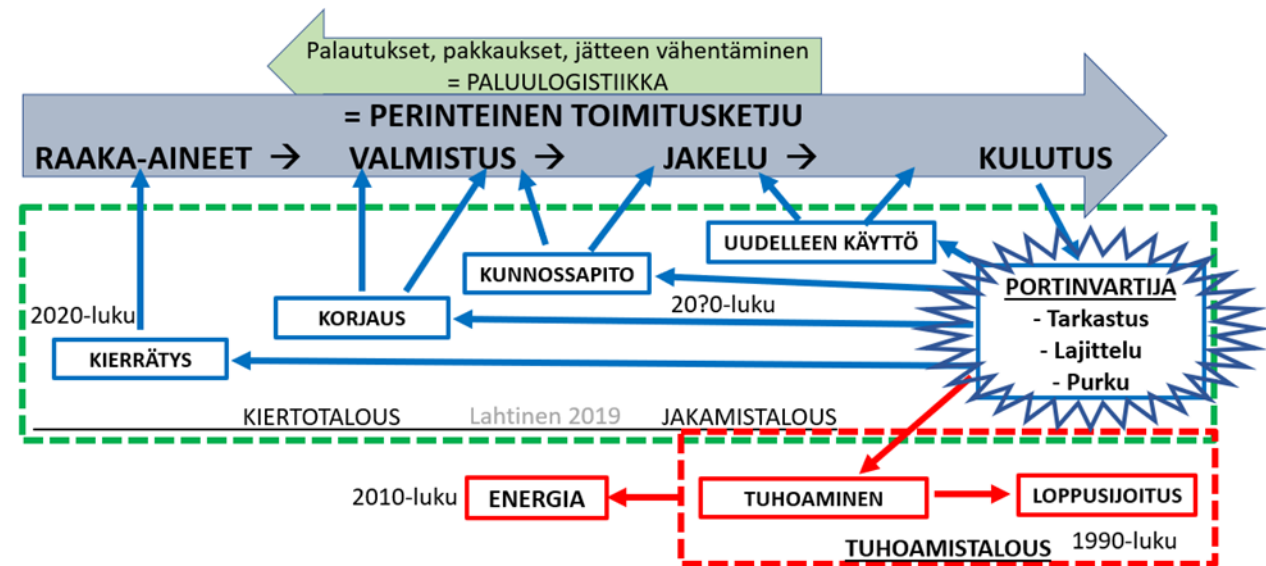 Palautukset, pakkaukset, jätteen vähentäminen
= PALUULOGISTIIKKA
= PERINTEINEN TOIMITUSKETJU
RAAKA-AINEET → VALMISTUS → JAKELU → KULUTUS
UUDELLEEN KÄYTTÖ
KUNNOSSAPITO
PORTINVARTIJA
- Tarkastus
- Lajittelu
- Purku
2020-luku
KORJAUS
20?0-luku
KIERRÄTYS
KIERTOTALOUS Lahtinen 2019 JAKAMISTALOUS
2010-luku ENERGIA TUHOAMINEN LOPPUSIJOITUS
TUHOAMISTALOUS 1990-luku